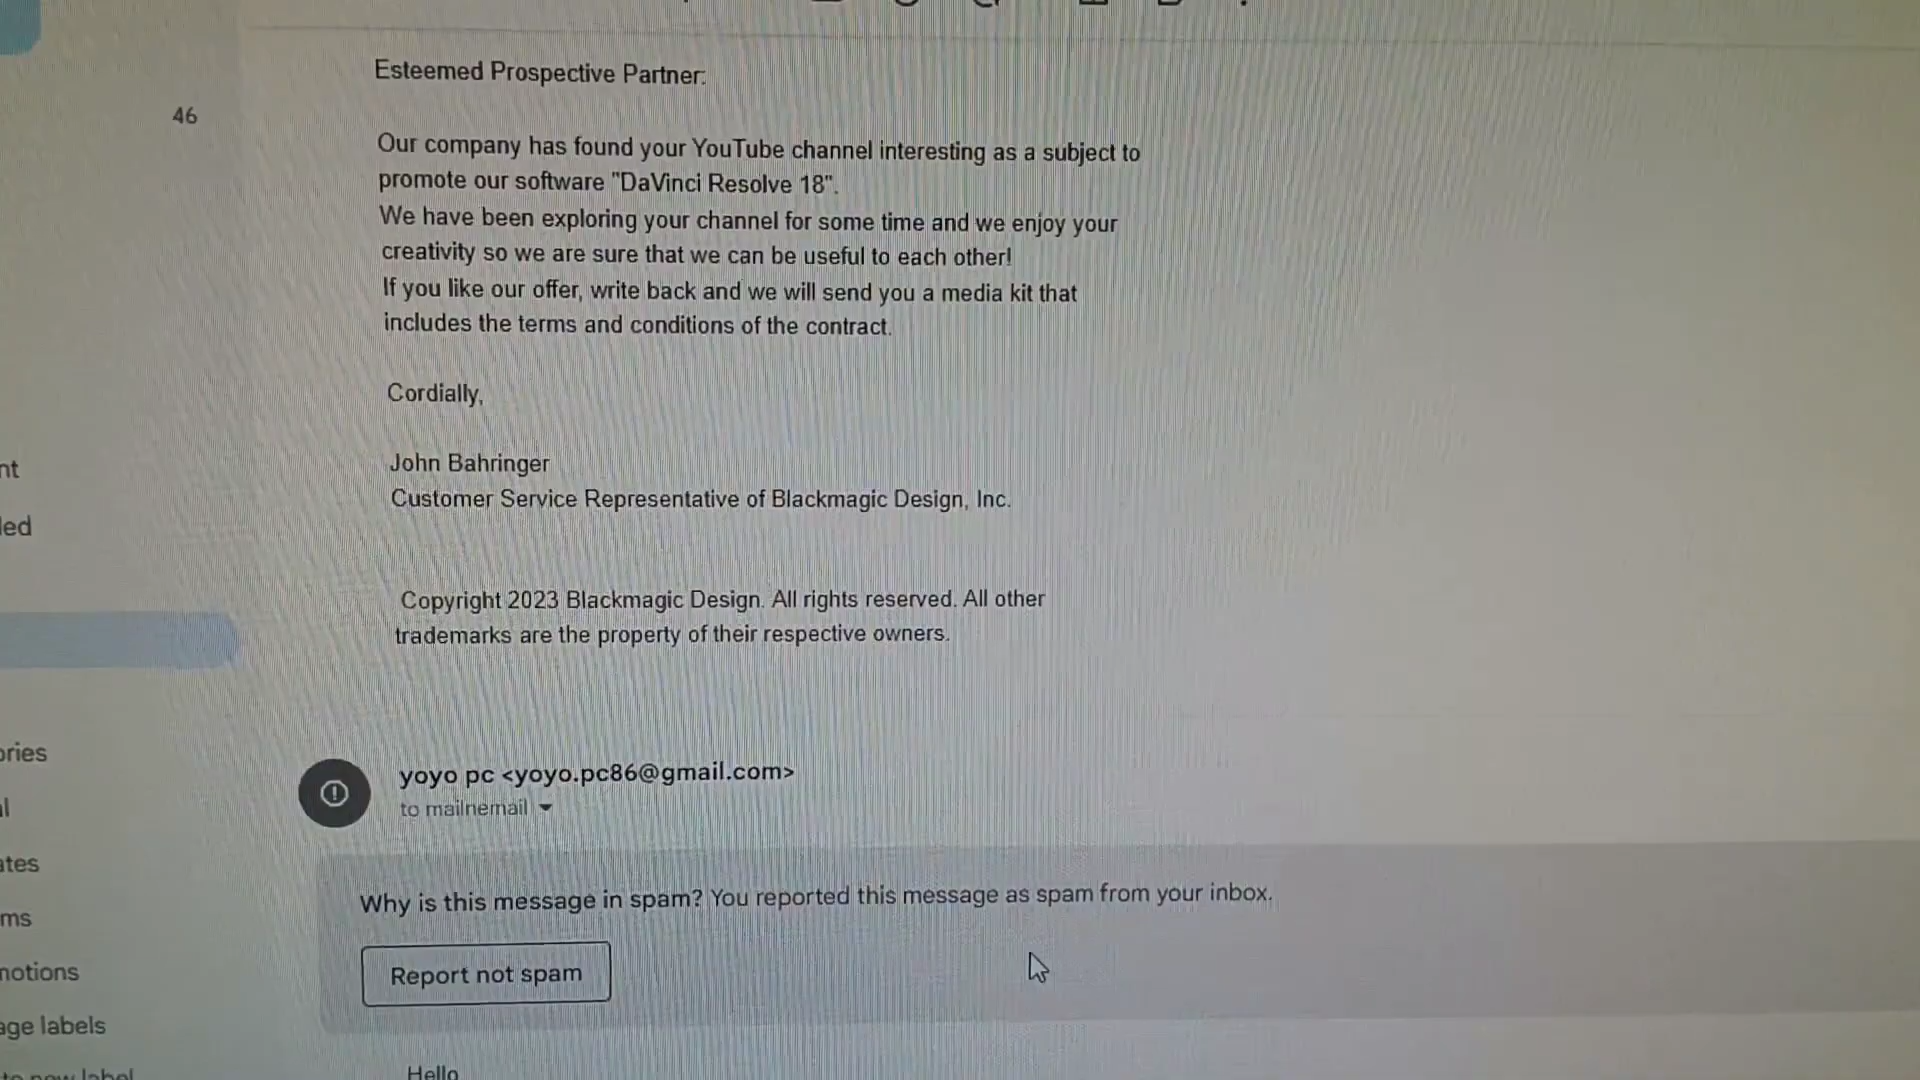 Esteemed Prospective Partner:
46
Our company has found your YouTube channel interesting as a subject to
promote our software "DaVinci Resolve 18".
We have been exploring your channel for some time and we enjoy your
creativity so we are sure that we can be useful to each other!
If you like our offer, write back and we will send you a media kit that
includes the terms and conditions of the contract.
Cordially,
John Bahringer
nt
Customer Service Representative of Blackmagic Design, Inc.
led
Copyright 2023 Blackmagic Design. All rights reserved. All other
trademarks are the property of their respective owners.
ories
yoyo pc <yoyo.pc86@gmail.com>
to mailnemail
ates
Why is this message in spam? You reported this message as spam from your inbox.
ms
Report not spam
notions
age labels
Hello